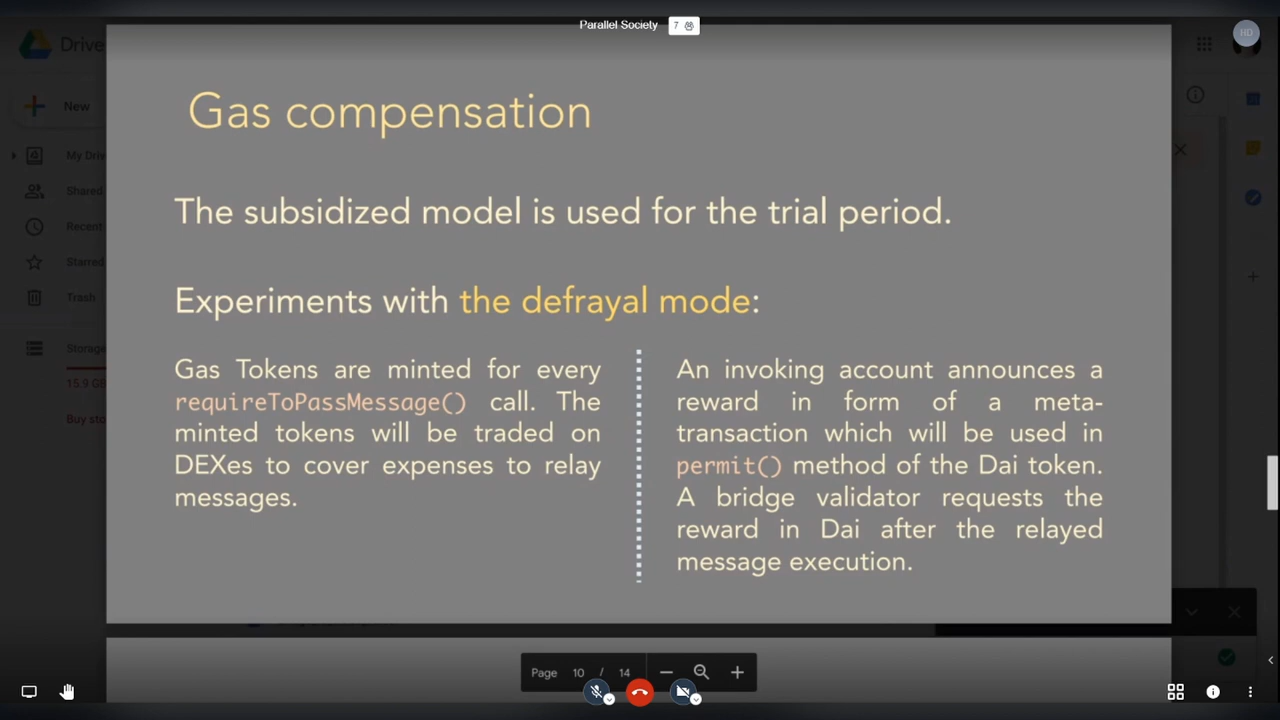 Parallel Society 7
HD
Drive
New
My Driv
Shared
Recent
Starred
Trash
Storage
15.9 GB
Buy sto
Gas compensation
The subsidized model is used for the trial period.
Experiments with the defrayal mode:
Gas Tokens are minted for every
requireToPassMessage() call. The
minted tokens will be traded on
DEXes to cover expenses to relay
messages.
An invoking account announces a
reward in form of a meta-
transaction which will be used in
permit() method of the Dai token.
A bridge validator requests the
reward in Dai after the relayed
message execution.
Page 10 / 14